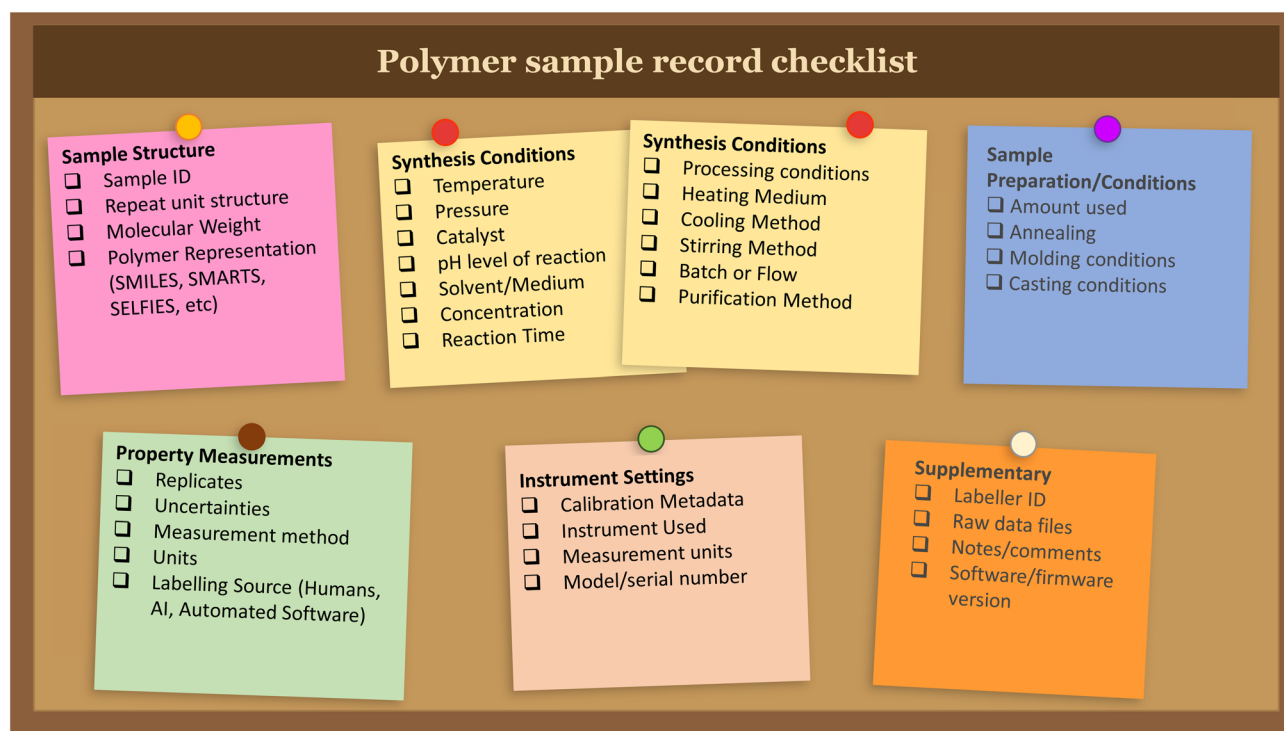 Polymer sample record checklist
Sample Structure
❑ Sample ID
❑ Repeat unit structure
❑ Molecular Weight
❑ Polymer Representation
(SMILES, SMARTS,
SELFIES, etc)
Synthesis Conditions
❑ Temperature
❑ Pressure
❑ Catalyst
❑ pH level of reaction
❑ Solvent/Medium
❑ Concentration
❑ Reaction Time
Synthesis Conditions
❑ Processing conditions
❑ Heating Medium
❑ Cooling Method
❑ Stirring Method
❑ Batch or Flow
❑ Purification Method
Sample
Preparation/Conditions
❑ Amount used
❑ Annealing
❑ Molding conditions
❑ Casting conditions
Property Measurements
❑ Replicates
❑ Uncertainties
❑ Measurement method
❑ Units
❑ Labelling Source (Humans,
AI, Automated Software)
Instrument Settings
❑ Calibration Metadata
❑ Instrument Used
❑ Measurement units
❑ Model/serial number
Supplementary
❑ Labeller ID
❑ Raw data files
❑ Notes/comments
❑ Software/firmware
version